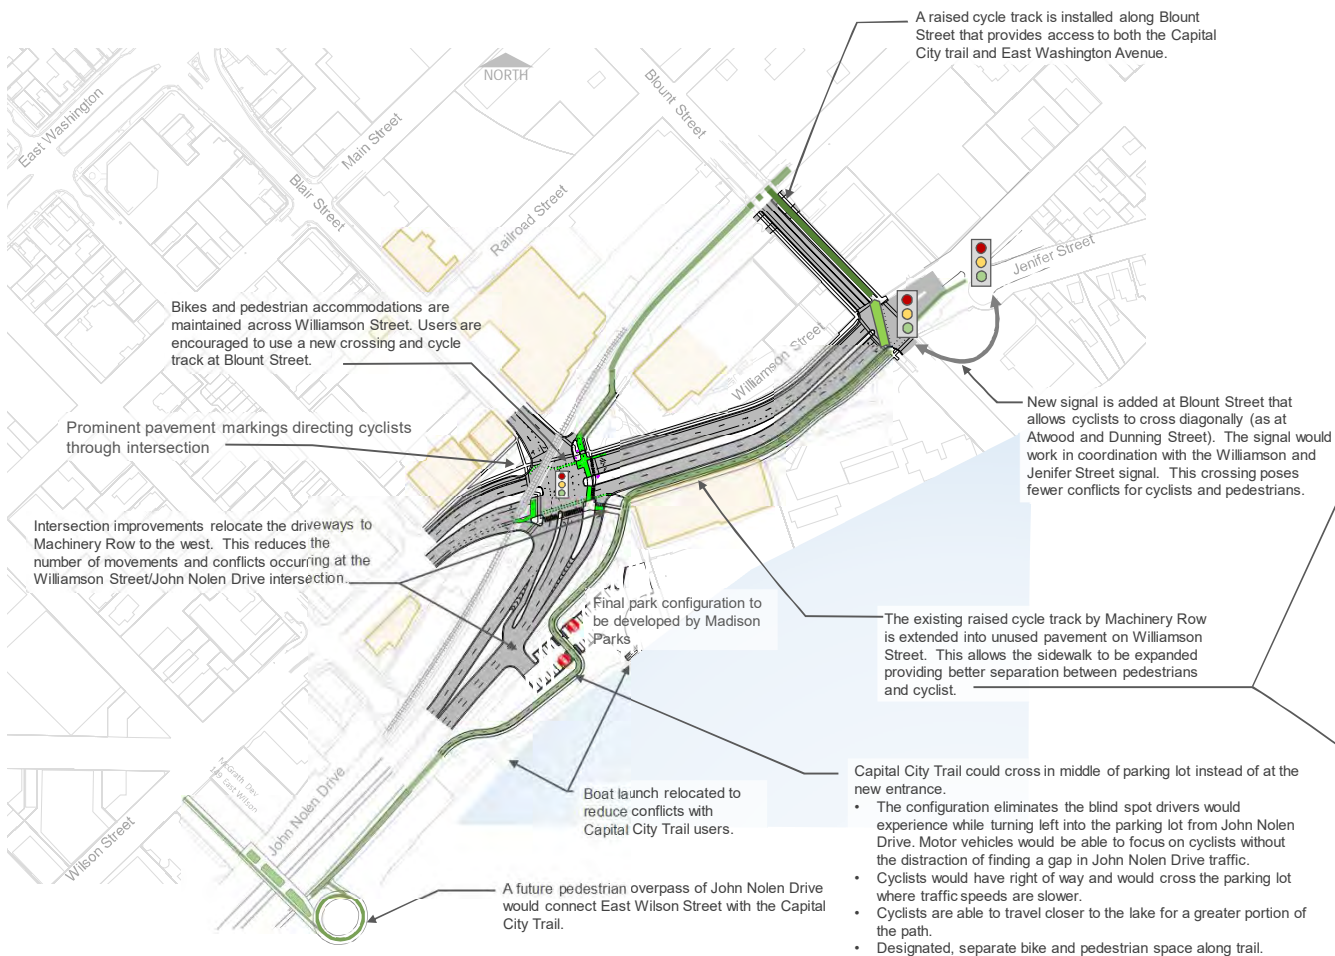 A raised cycle track is installed along Blount
Street that provides access to both the Capital
City trail and East Washington Avenue.
NORTH
East Washington
Main Street
Blount Street
Blair Street
Railroad Street
Jenifer Street
Williamson Street
Bikes and pedestrian accommodations are
maintained across Williamson Street. Users are
encouraged to use a new crossing and cycle
track at Blount Street.
Prominent pavement markings directing cyclists
through intersection
New signal is added at Blount Street that
allows cyclists to cross diagonally (as at
Atwood and Dunning Street). The signal would
work in coordination with the Williamson and
Jenifer Street signal. This crossing poses
fewer conflicts for cyclists and pedestrians.
Intersection improvements relocate the driveways to
Machinery Row to the west. This reduces the
number of movements and conflicts occurring at the
Williamson Street/John Nolen Drive intersection.
Final park configuration to
be developed by Madison
Parks
The existing raised cycle track by Machinery Row
is extended into unused pavement on Williamson
Street. This allows the sidewalk to be expanded
providing better separation between pedestrians
and cyclist.
McGrath Dev
149 East Wilson
John Nolen Drive
Wilson Street
Boat launch relocated to
reduce conflicts with
Capital City Trail users.
Capital City Trail could cross in middle of parking lot instead of at the
new entrance.
• The configuration eliminates the blind spot drivers would
experience while turning left into the parking lot from John Nolen
Drive. Motor vehicles would be able to focus on cyclists without
the distraction of finding a gap in John Nolen Drive traffic.
• Cyclists would have right of way and would cross the parking lot
where traffic speeds are slower.
• Cyclists are able to travel closer to the lake for a greater portion of
the path.
• Designated, separate bike and pedestrian space along trail.
A future pedestrian overpass of John Nolen Drive
would connect East Wilson Street with the Capital
City Trail.